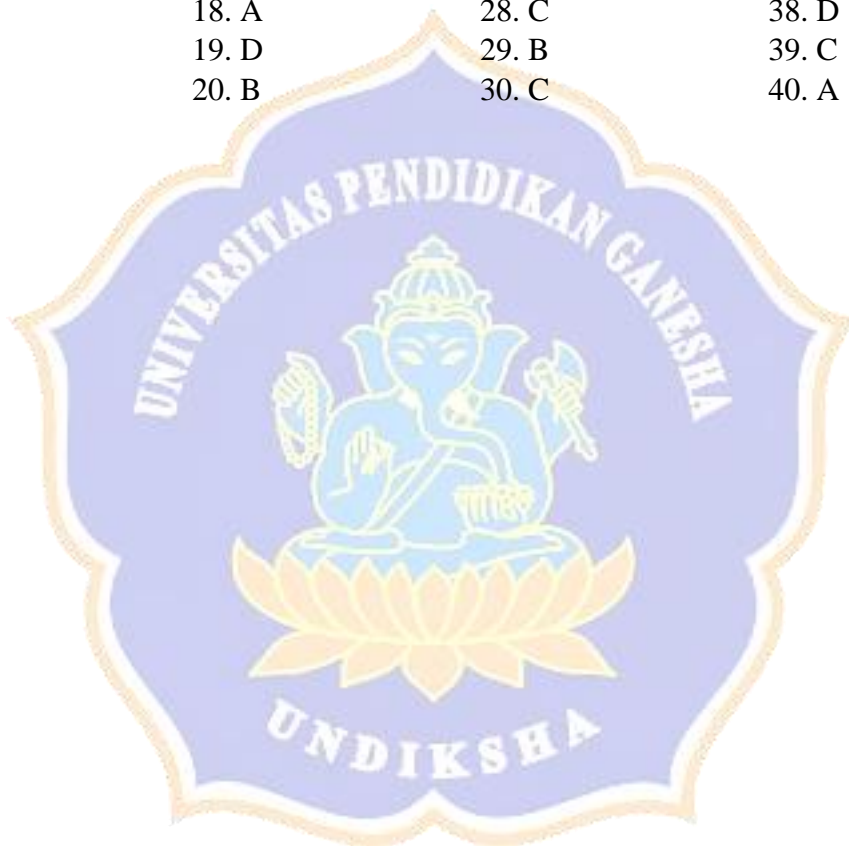 18. A 28. C 38. D
19. D 29. B 39. C
20. B 30. C 40. A
UNIVERSITAS PENDIDIKAN GANESHA
UNDIKSHA